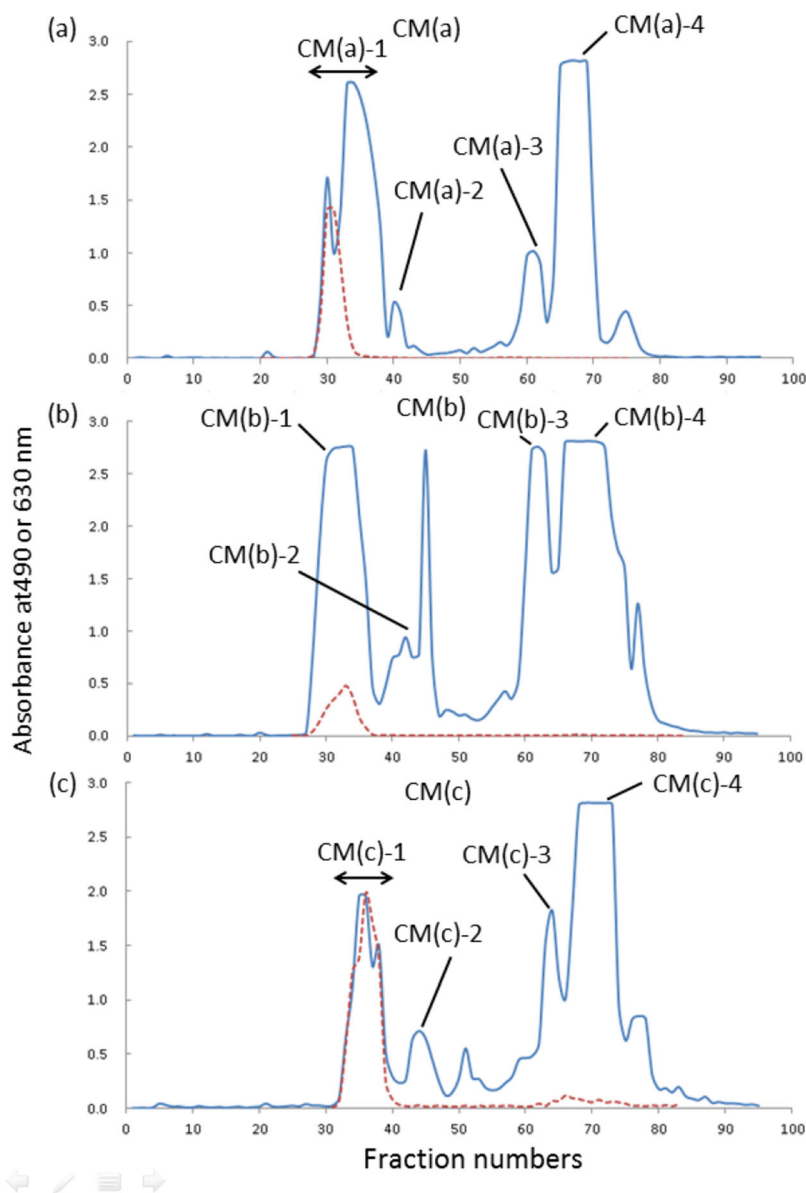 (a)
CM(a)
CM(a)-1
CM(a)-4
CM(a)-3
CM(a)-2
3.0
2.5
2.0
1.5
1.0
0.5
0.0
0 10 20 30 40 50 60 70 80 90 100
(b)
CM(b)
CM(b)-1
CM(b)-3
CM(b)-4
CM(b)-2
3.0
2.5
2.0
1.5
1.0
0.5
0.0
0 10 20 30 40 50 60 70 80 90 100
(c)
CM(c)
CM(c)-4
CM(c)-1
CM(c)-3
CM(c)-2
3.0
2.5
2.0
1.5
1.0
0.5
0.0
0 10 20 30 40 50 60 70 80 90 100
Absorbance at490 or 630 nm
Fraction numbers